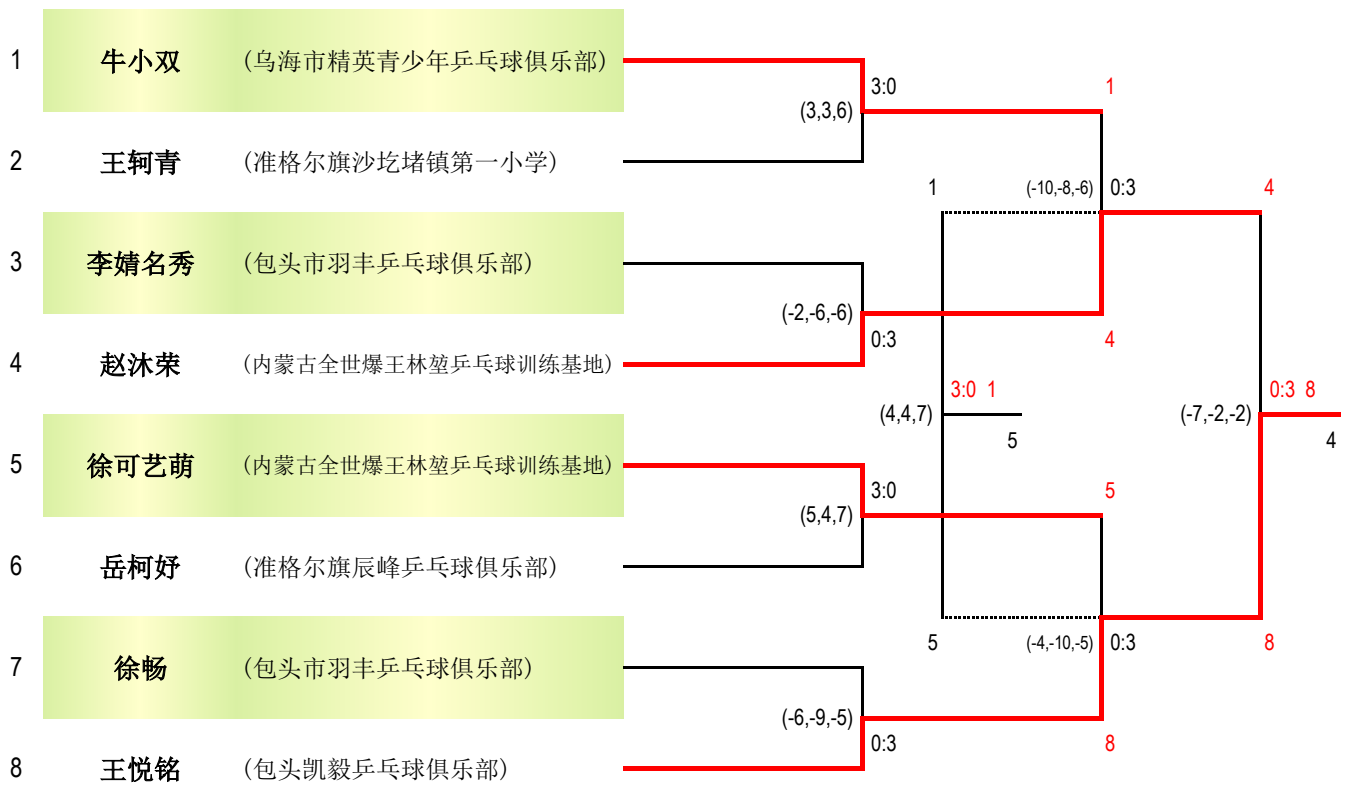 1 牛小双 (乌海市精英青少年乒乓球俱乐部)
3:0 1
(3,3,6)
2 王轲青 (准格尔旗沙圪堵镇第一小学)
1 (-10,-8,-6) 0:3 4
3 李婧名秀 (包头市羽丰乒乓球俱乐部)
(-2,-6,-6)
0:3 4
4 赵沐荣 (内蒙古全世爆王林堃乒乓球训练基地)
3:0 1 0:3 8
(4,4,7) (-7,-2,-2)
5 4
5 徐可艺萌 (内蒙古全世爆王林堃乒乓球训练基地)
3:0 5
(5,4,7)
6 岳柯妤 (准格尔旗辰峰乒乓球俱乐部)
5 (-4,-10,-5) 0:3 8
7 徐畅 (包头市羽丰乒乓球俱乐部)
(-6,-9,-5)
0:3 8
8 王悦铭 (包头凯毅乒乓球俱乐部)